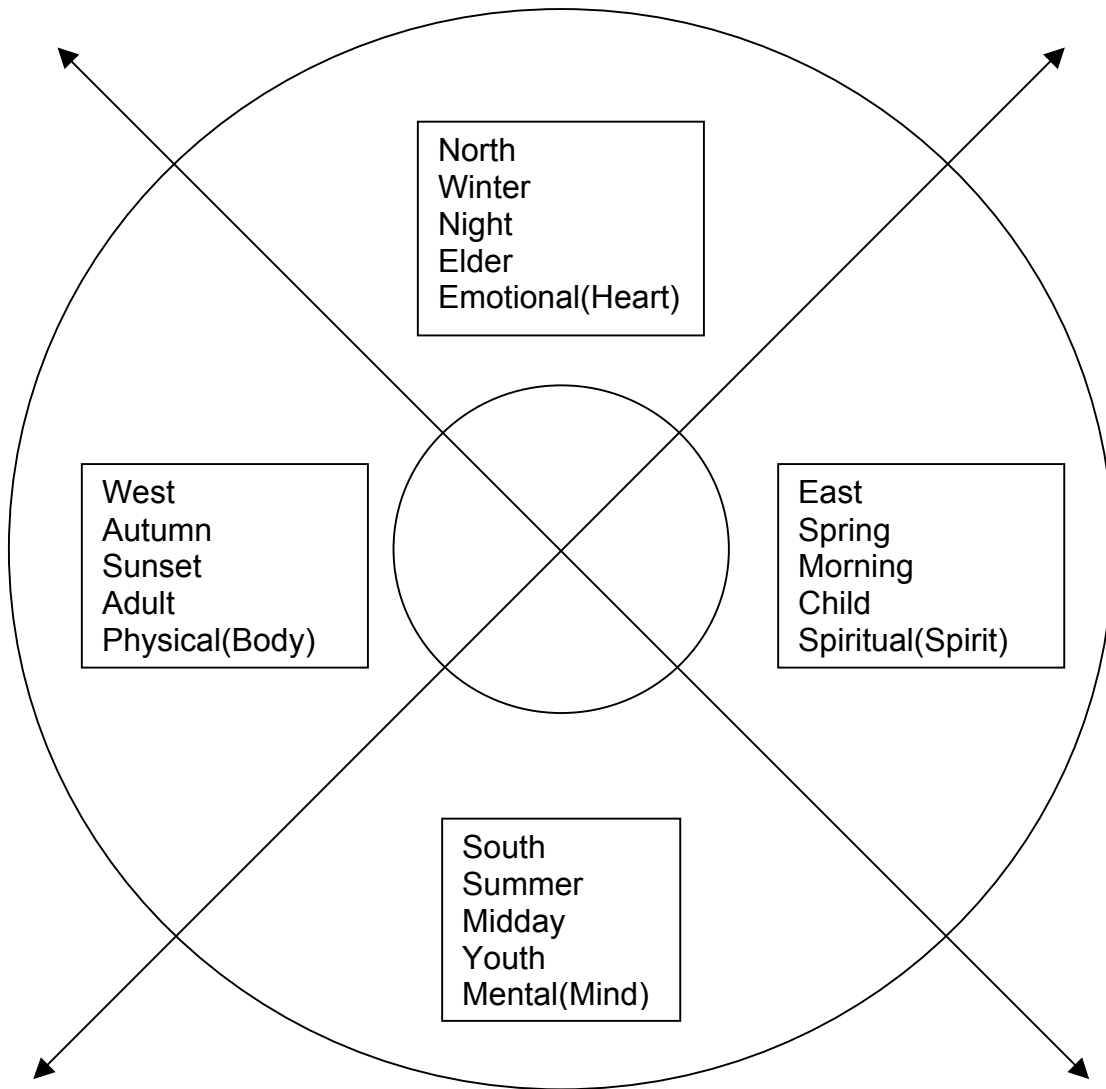 North
Winter
Night
Elder
Emotional(Heart)
West
Autumn
Sunset
Adult
Physical(Body)
East
Spring
Morning
Child
Spiritual(Spirit)
South
Summer
Midday
Youth
Mental(Mind)